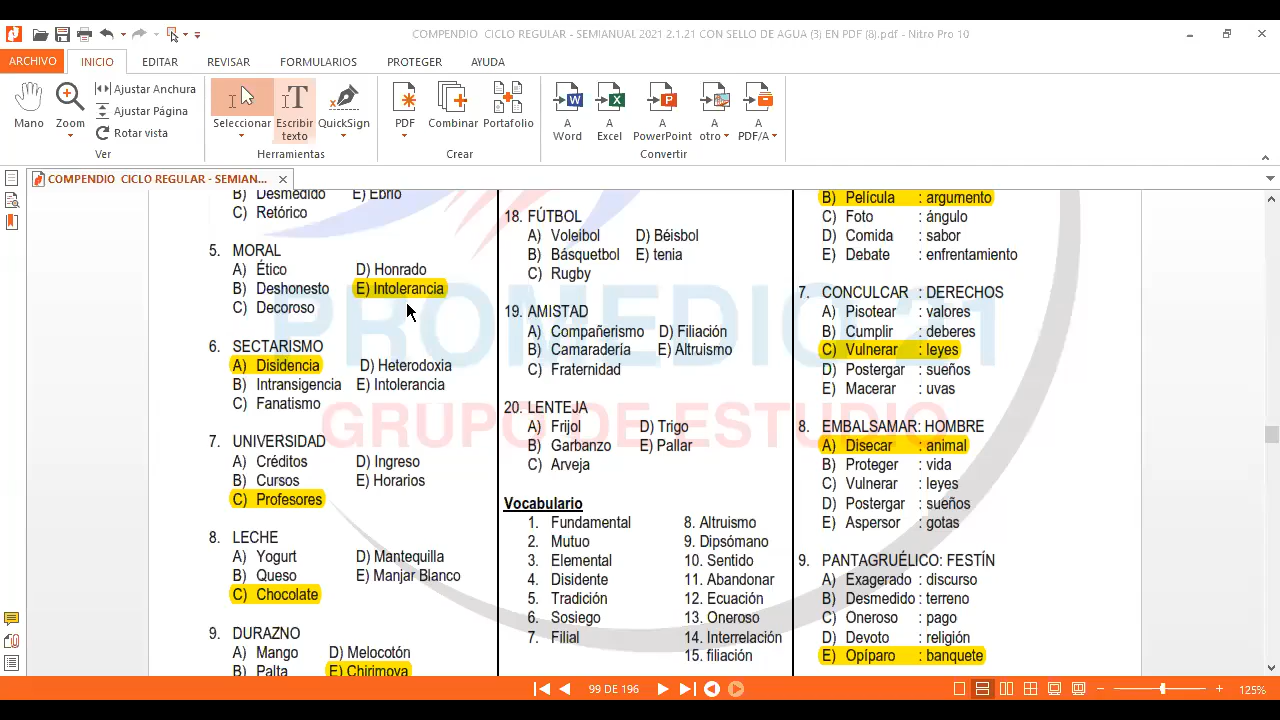 COMPENDIO CICLO REGULAR - SEMIANUAL 2021 2.1.21 CON SELLO DE AGUA (3) EN PDF (8).pdf - Nitro Pro 10
ARCHIVO INICIO EDITAR REVISAR FORMULARIOS PROTEGER AYUDA
Mano
Zoom
Ajustar Anchura
Ajustar Página
Rotar vista
Ver
Seleccionar
Escribir texto
QuickSign
Herramientas
PDF
Combinar
Portafolio
Crear
A Word
A Excel
A PowerPoint
A otro
A PDF/A
Convertir
COMPENDIO CICLO REGULAR - SEMIAN...
B) Desmedido E) Ebrio
C) Retórico
5. MORAL
A) Ético D) Honrado
B) Deshonesto E) Intolerancia
C) Decoroso
6. SECTARISMO
A) Disidencia D) Heterodoxia
B) Intransigencia E) Intolerancia
C) Fanatismo
7. UNIVERSIDAD
A) Créditos D) Ingreso
B) Cursos E) Horarios
C) Profesores
8. LECHE
A) Yogurt D) Mantequilla
B) Queso E) Manjar Blanco
C) Chocolate
9. DURAZNO
A) Mango D) Melocotón
B) Palta E) Chirimoya
18. FÚTBOL
A) Voleibol D) Béisbol
B) Básquetbol E) tenia
C) Rugby
19. AMISTAD
A) Compañerismo D) Filiación
B) Camaradería E) Altruismo
C) Fraternidad
20. LENTEJA
A) Frijol D) Trigo
B) Garbanzo E) Pallar
C) Arveja
Vocabulario
1. Fundamental 8. Altruismo
2. Mutuo 9. Dipsómano
3. Elemental 10. Sentido
4. Disidente 11. Abandonar
5. Tradición 12. Ecuación
6. Sosiego 13. Oneroso
7. Filial 14. Interrelación
15. filiación
B) Película : argumento
C) Foto : ángulo
D) Comida : sabor
E) Debate : enfrentamiento
7. CONCULCAR : DERECHOS
A) Pisotear : valores
B) Cumplir : deberes
C) Vulnerar : leyes
D) Postergar : sueños
E) Macerar : uvas
8. EMBALSAMAR: HOMBRE
A) Disecar : animal
B) Proteger : vida
C) Vulnerar : leyes
D) Postergar : sueños
E) Aspersor : gotas
9. PANTAGRUÉLICO: FESTÍN
A) Exagerado : discurso
B) Desmedido : terreno
C) Oneroso : pago
D) Devoto : religión
E) Opíparo : banquete
PROMEDIC 21
GRUPO DE ESTUDIO
99 DE 196
125%